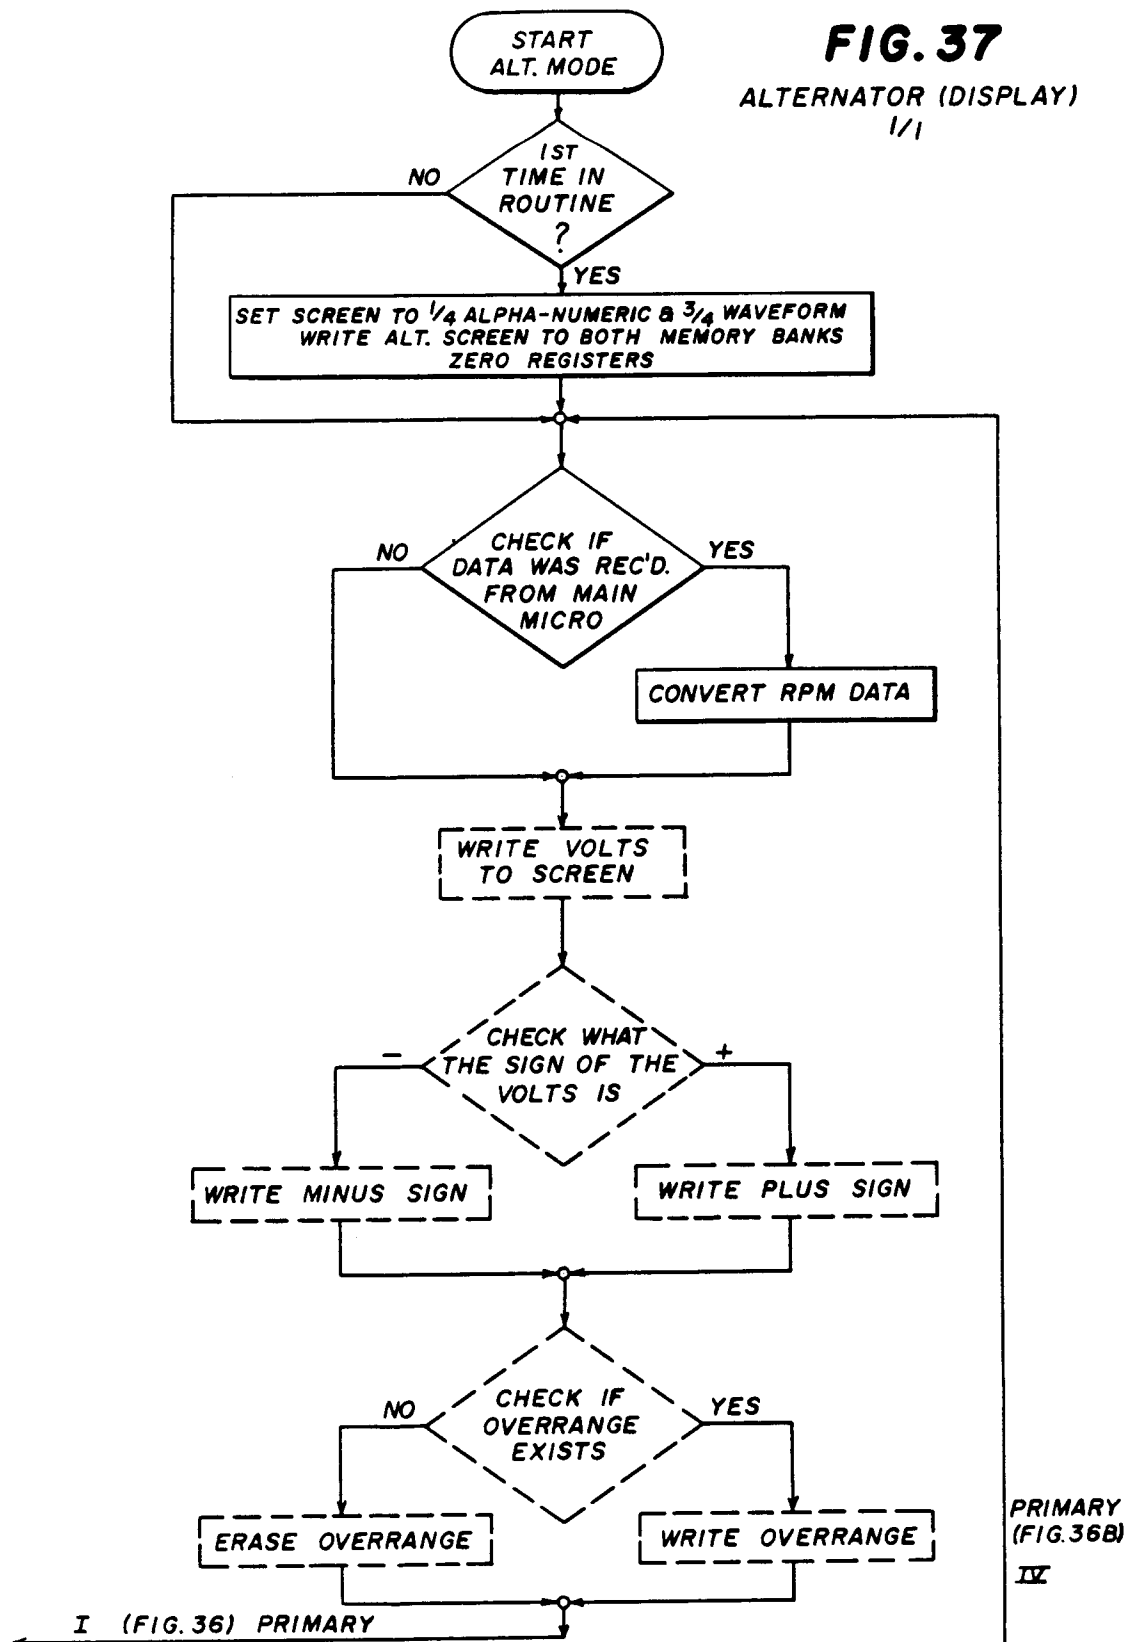 START
ALT. MODE
FIG. 37
ALTERNATOR (DISPLAY)
1/1
1ST
TIME IN
ROUTINE
?
NO
YES
SET SCREEN TO 1/4 ALPHA-NUMERIC & 3/4 WAVEFORM
WRITE ALT. SCREEN TO BOTH MEMORY BANKS
ZERO REGISTERS
CHECK IF
DATA WAS REC'D.
FROM MAIN
MICRO
NO
YES
CONVERT RPM DATA
WRITE VOLTS
TO SCREEN
CHECK WHAT
THE SIGN OF THE
VOLTS IS
−
+
WRITE MINUS SIGN
WRITE PLUS SIGN
CHECK IF
OVERRANGE
EXISTS
NO
YES
ERASE OVERRANGE
WRITE OVERRANGE
PRIMARY
(FIG. 36B)
IV
I (FIG. 36) PRIMARY